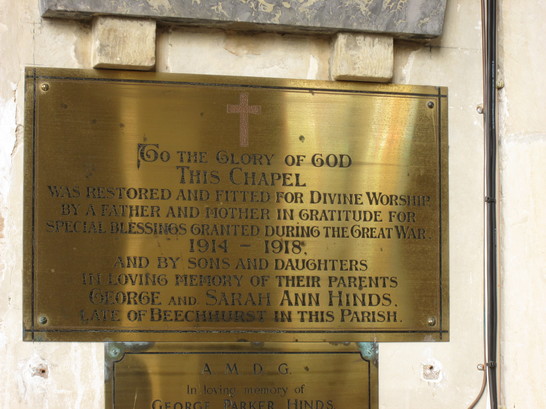 To the Glory of GOD
This Chapel
was restored and fitted for Divine Worship,
by a father and mother in gratitude for
special blessings granted during the Great War.
1914 - 1918.
and by sons and daughters
in loving memory of their parents
George and Sarah Ann Hinds.
late of Beechhurst in this Parish.
A.M.D.G.
In loving memory of
George Parker Hinds